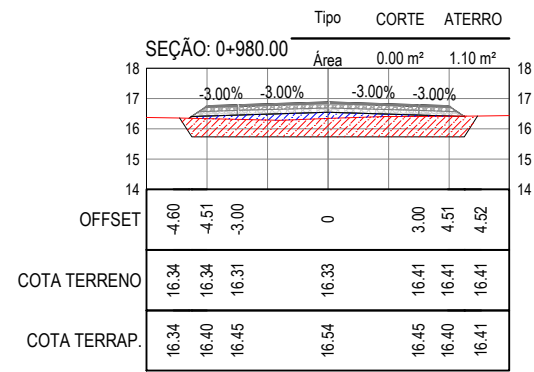 Tipo CORTE ATERRO
SEÇÃO: 0+980.00
Área 0.00 m² 1.10 m²
18 18
-3.00% -3.00% -3.00% -3.00%
17 17
16 16
15 15
14 14
OFFSET -4.60 -4.51 -3.00 0 3.00 4.51 4.52
COTA TERRENO 16.34 16.34 16.31 16.33 16.41 16.41 16.41
COTA TERRAP. 16.34 16.40 16.45 16.54 16.45 16.40 16.41